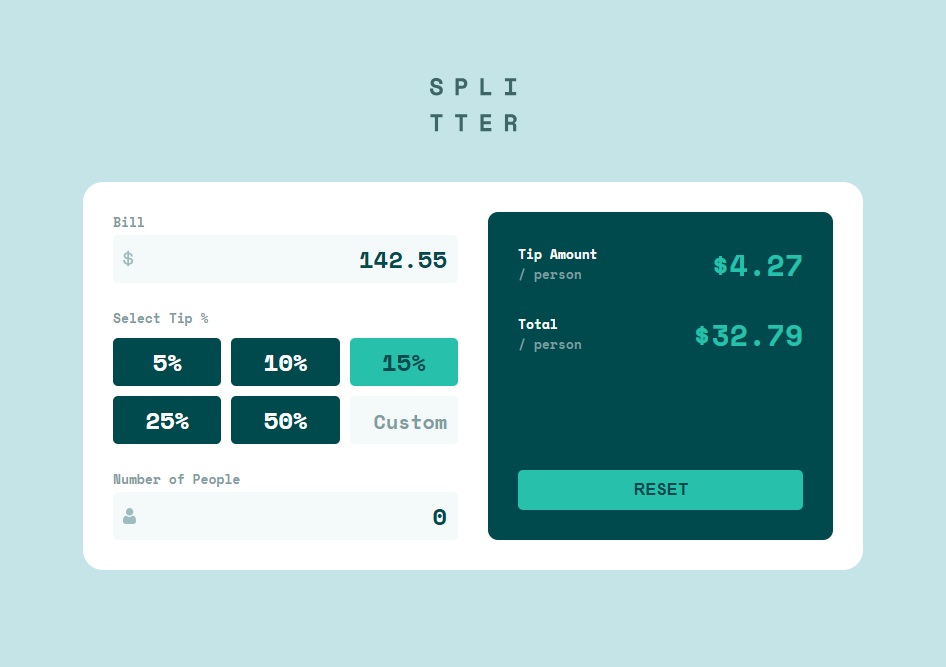 SPLI
TTER
Bill
$ 142.55
Select Tip %
5% 10% 15%
25% 50% Custom
Number of People
0
Tip Amount
/ person
$4.27
Total
/ person
$32.79
RESET